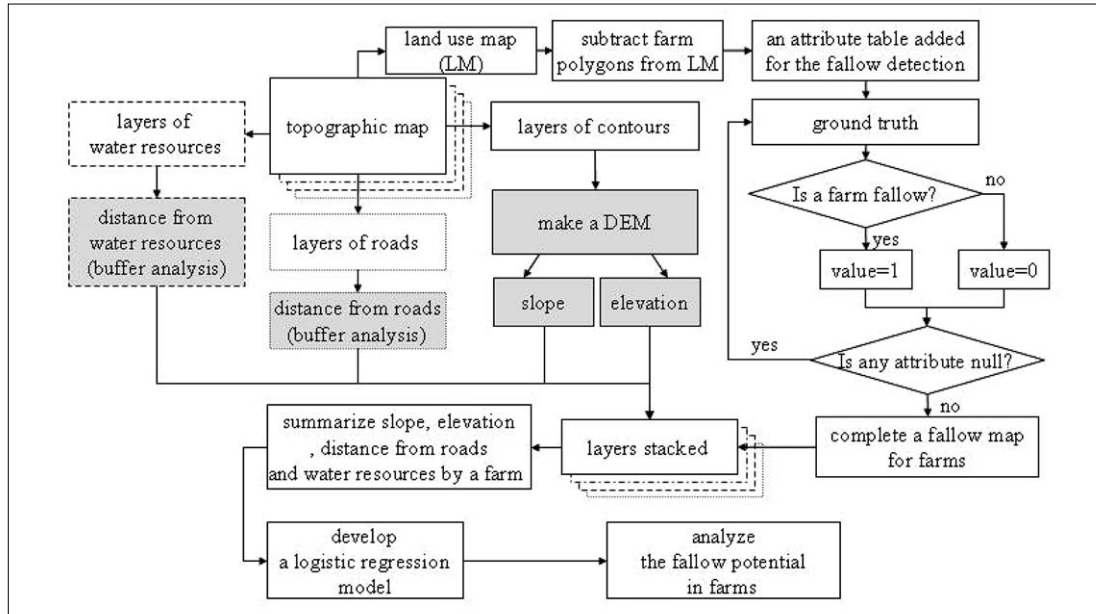 land use map
(LM)
subtract farm
polygons from LM
an attribute table added
for the fallow detection
layers of
water resources
topographic map
layers of contours
ground truth
Is a farm fallow?
no
yes
distance from
water resources
(buffer analysis)
layers of roads
make a DEM
value=1
value=0
slope
elevation
distance from roads
(buffer analysis)
yes
Is any attribute null?
no
summarize slope, elevation
, distance from roads
and water resources by a farm
layers stacked
complete a fallow map
for farms
develop
a logistic regression
model
analyze
the fallow potential
in farms